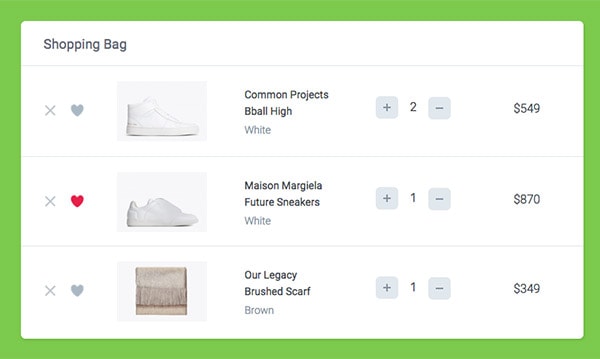 Shopping Bag
Common Projects
Bball High
White
+ 2 −
$549
Maison Margiela
Future Sneakers
White
+ 1 −
$870
Our Legacy
Brushed Scarf
Brown
+ 1 −
$349